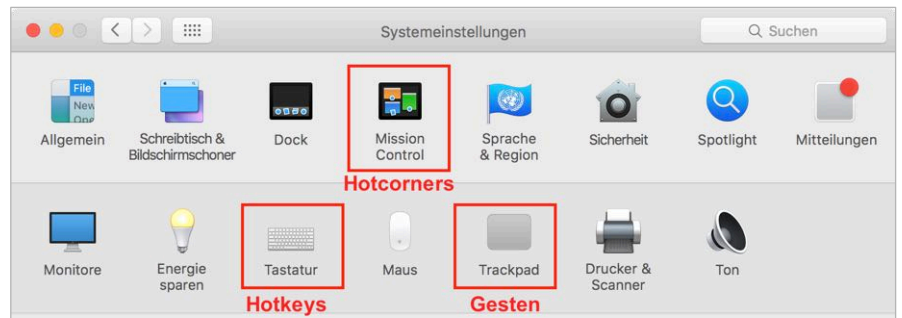 Systemeinstellungen
Suchen
File
New
Ope
Allgemein
Schreibtisch &
Bildschirmschoner
Dock
Mission
Control
Sprache
& Region
Sicherheit
Spotlight
Mitteilungen
Hotcorners
Monitore
Energie
sparen
Tastatur
Maus
Trackpad
Drucker &
Scanner
Ton
Hotkeys
Gesten